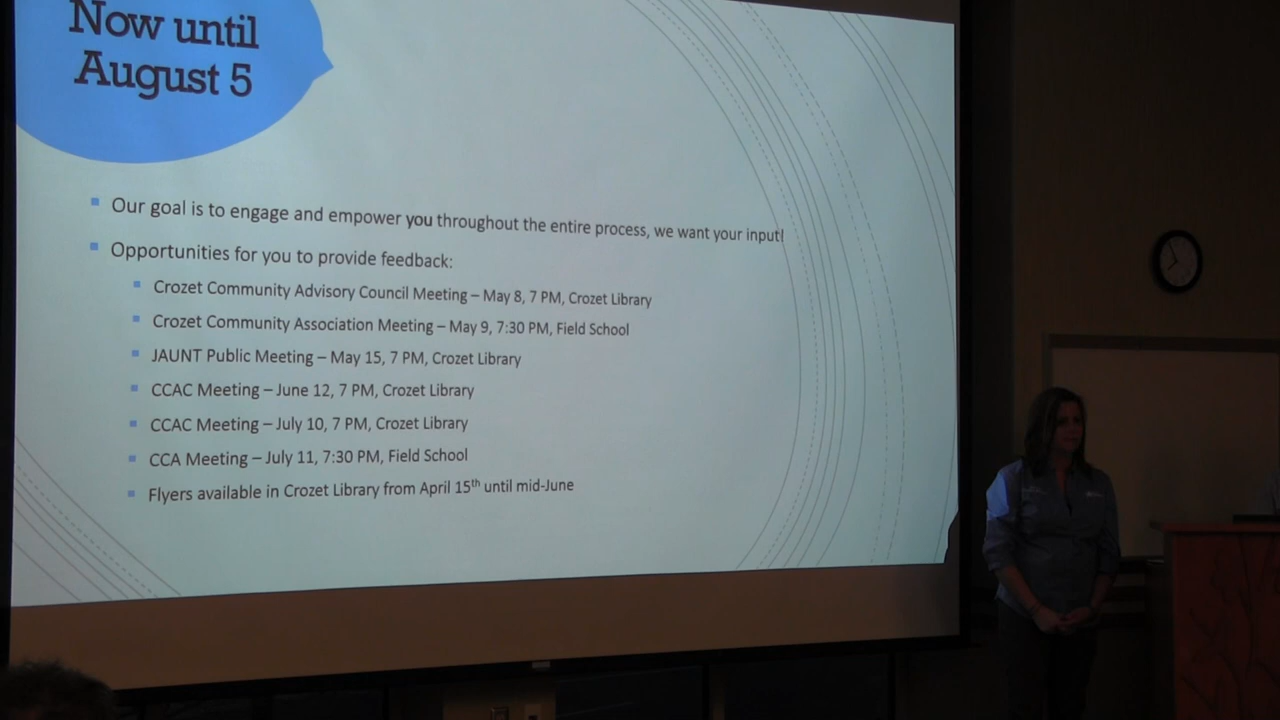 Now until
August 5
Our goal is to engage and empower you throughout the entire process, we want your input!
Opportunities for you to provide feedback:
Crozet Community Advisory Council Meeting – May 8, 7 PM, Crozet Library
Crozet Community Association Meeting – May 9, 7:30 PM, Field School
JAUNT Public Meeting – May 15, 7 PM, Crozet Library
CCAC Meeting – June 12, 7 PM, Crozet Library
CCAC Meeting – July 10, 7 PM, Crozet Library
CCA Meeting – July 11, 7:30 PM, Field School
Flyers available in Crozet Library from April 15th until mid-June